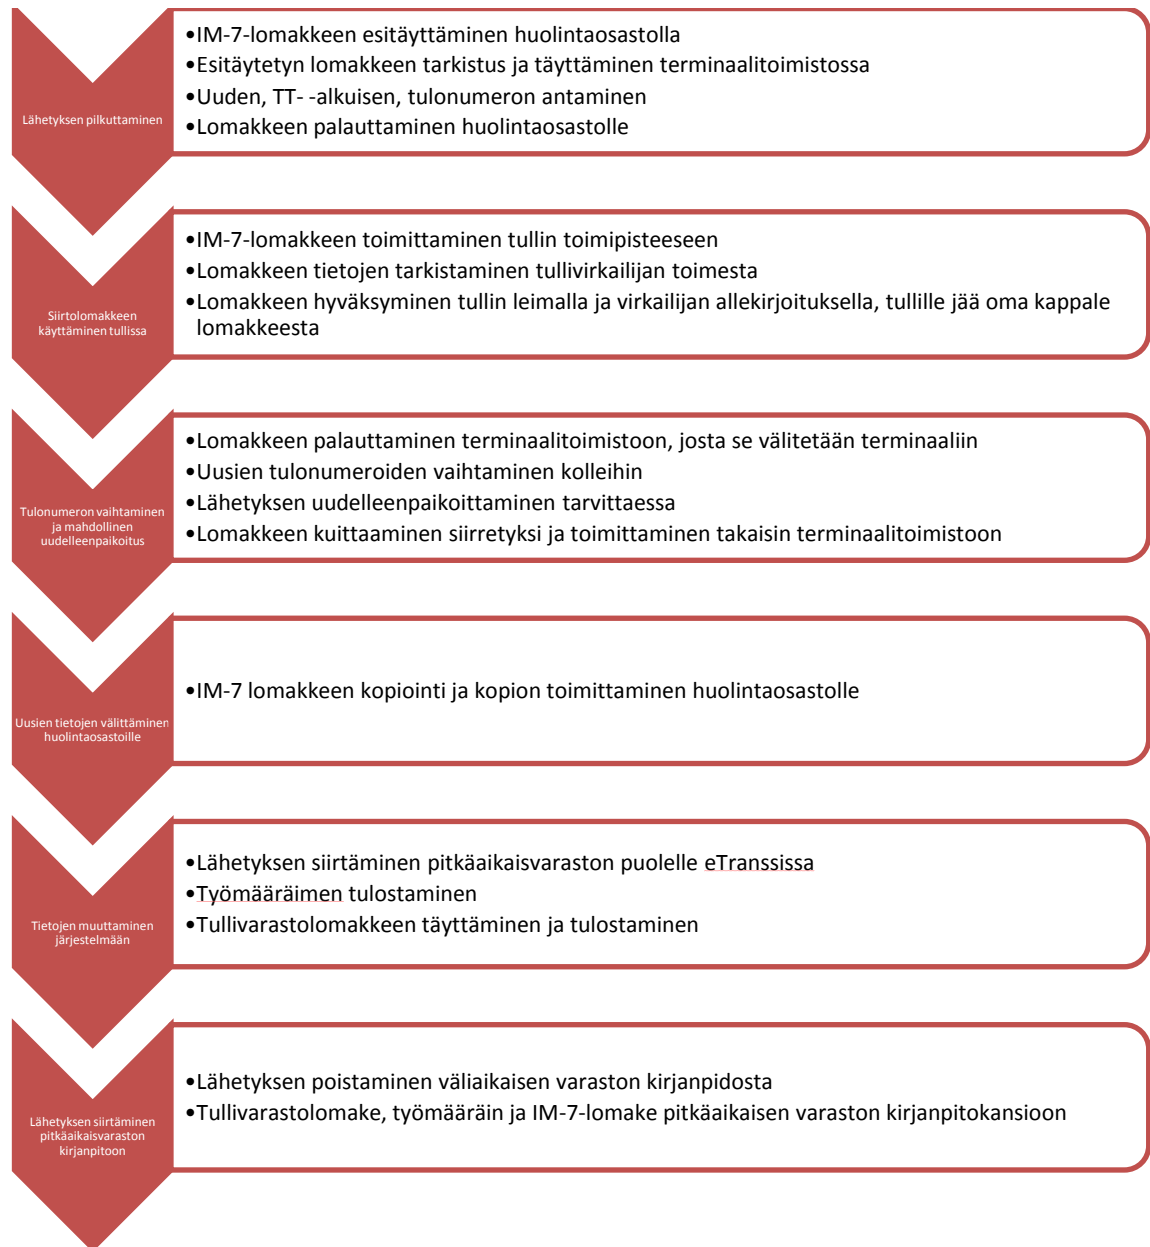 Lähetyksen pilkuttaminen
•IM-7-lomakkeen esitäyttäminen huolintaosastolla
•Esitäytetyn lomakkeen tarkistus ja täyttäminen terminaalitoimistossa
•Uuden, TT- -alkuisen, tulonumeron antaminen
•Lomakkeen palauttaminen huolintaosastolle
Siirtolomakkeen
käyttäminen tullissa
•IM-7-lomakkeen toimittaminen tullin toimipisteeseen
•Lomakkeen tietojen tarkistaminen tullivirkailijan toimesta
•Lomakkeen hyväksyminen tullin leimalla ja virkailijan allekirjoituksella, tullille jää oma kappale
lomakkeesta
Tulonumeron vaihtaminen
ja mahdollinen
uudelleenpaikoitus
•Lomakkeen palauttaminen terminaalitoimistoon, josta se välitetään terminaaliin
•Uusien tulonumeroiden vaihtaminen kolleihin
•Lähetyksen uudelleenpaikoittaminen tarvittaessa
•Lomakkeen kuittaaminen siirretyksi ja toimittaminen takaisin terminaalitoimistoon
Uusien tietojen välittäminen
huolintaosastoille
•IM-7 lomakkeen kopiointi ja kopion toimittaminen huolintaosastolle
Tietojen muuttaminen
järjestelmään
•Lähetyksen siirtäminen pitkäaikaisvaraston puolelle eTranssissa
•Työmääräimen tulostaminen
•Tullivarastolomakkeen täyttäminen ja tulostaminen
Lähetyksen siirtäminen
pitkäaikaisvaraston
kirjanpitoon
•Lähetyksen poistaminen väliaikaisen varaston kirjanpidosta
•Tullivarastolomake, työmääräin ja IM-7-lomake pitkäaikaisen varaston kirjanpitokansioon